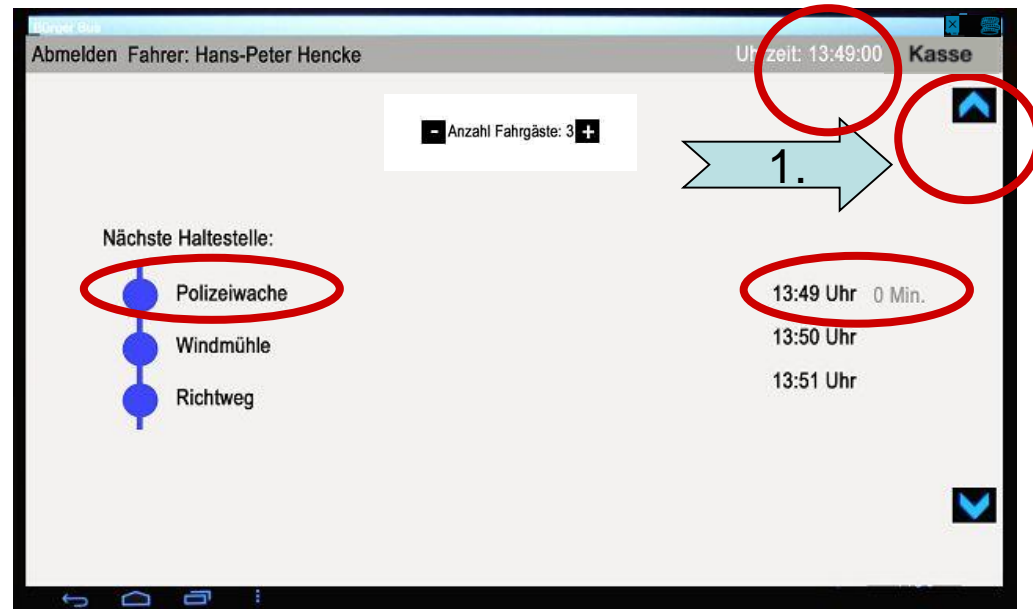 Bürger Bus
Abmelden Fahrer: Hans-Peter Hencke Uhrzeit: 13:49:00 Kasse
- Anzahl Fahrgäste: 3 +
1.
Nächste Haltestelle:
Polizeiwache 13:49 Uhr 0 Min.
Windmühle 13:50 Uhr
Richtweg 13:51 Uhr